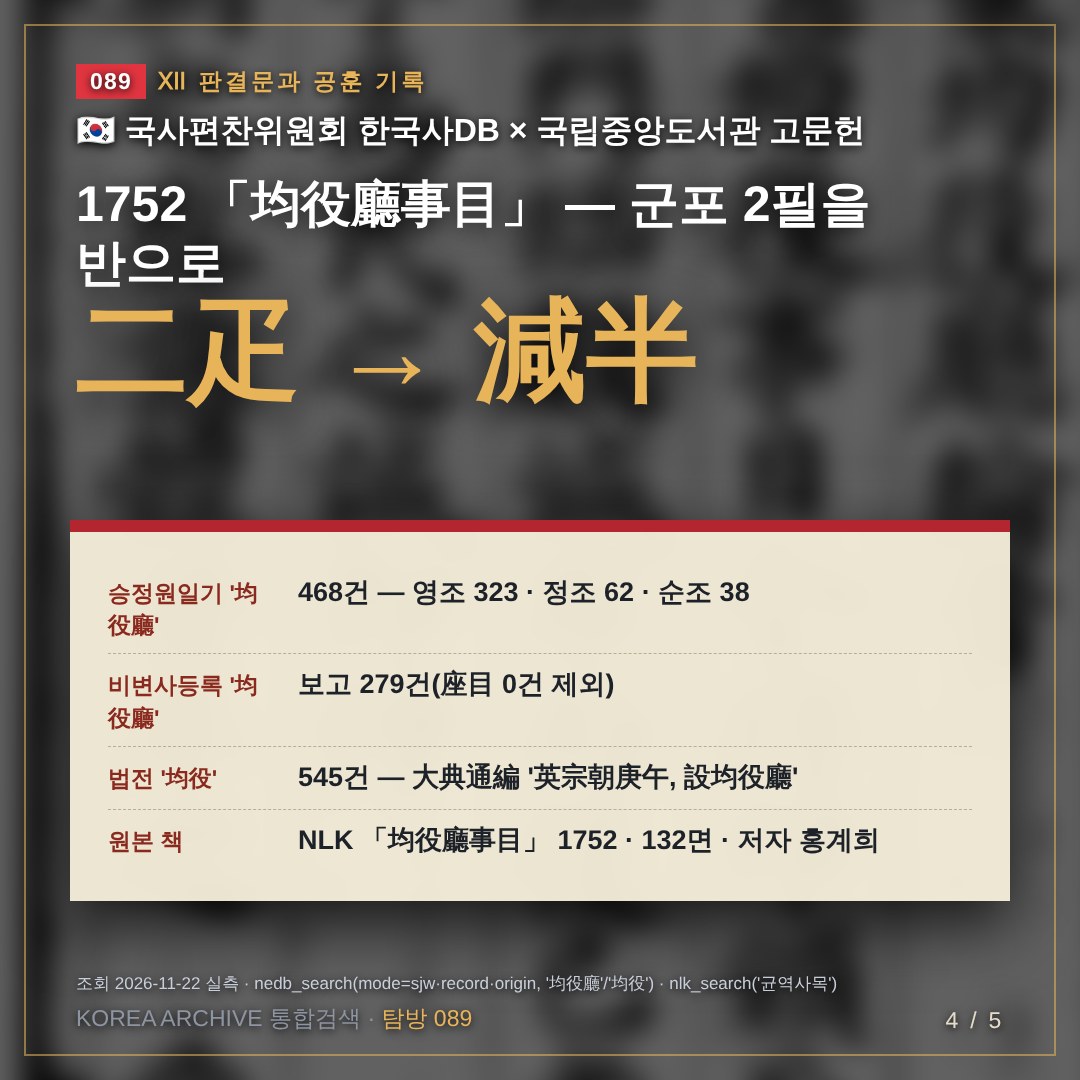 089 Ⅻ 판결문과 공훈 기록
🇰🇷 국사편찬위원회 한국사DB × 국립중앙도서관 고문헌
1752 「均役廳事目」 — 군포 2필을
반으로
二疋 → 減半
승정원일기 '均
役廳'
468건 — 영조 323 · 정조 62 · 순조 38
비변사등록 '均
役廳'
보고 279건(座目 0건 제외)
법전 '均役'
545건 — 大典通編 '英宗朝庚午, 設均役廳'
원본 책
NLK 「均役廳事目」 1752 · 132면 · 저자 홍계희
조회 2026-11-22 실측 · nedb_search(mode=sjw·record·origin, '均役廳'/'均役') · nlk_search('균역사목')
KOREA ARCHIVE 통합검색 · 탐방 089
4 / 5